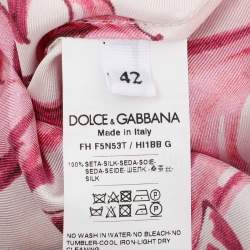 42
DOLCE & GABBANA
Made in Italy
FH F5N53T / HI1BB G
100% SETA-SILK-SEDA-SOIE
SEDA-SEIDE-ШЕЛК
SILK
NO WASH IN WATER-NO BLEACH-NO
TUMBLER-COOL IRON-LIGHT DRY
CLEANING